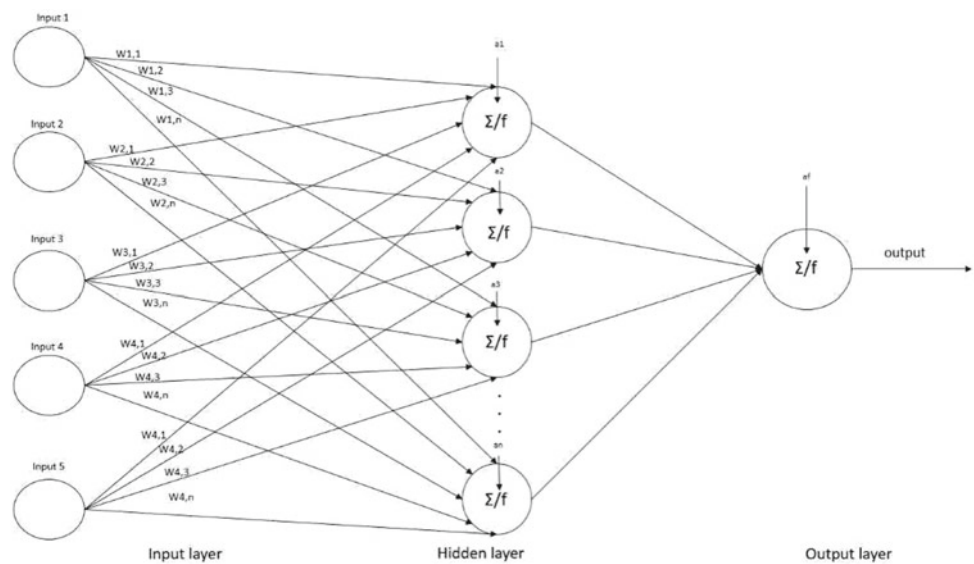 Input 1
W1,1
W1,2
W1,3
W1,n
a1
Σ/f
Input 2
W2,1
W2,2
W2,3
W2,n
a2
Σ/f
af
Σ/f
output
Input 3
W3,1
W3,2
W3,3
W3,n
a3
Σ/f
Input 4
W4,1
W4,2
W4,3
W4,n
an
Σ/f
Input 5
W4,1
W4,2
W4,3
W4,n
Input layer
Hidden layer
Output layer